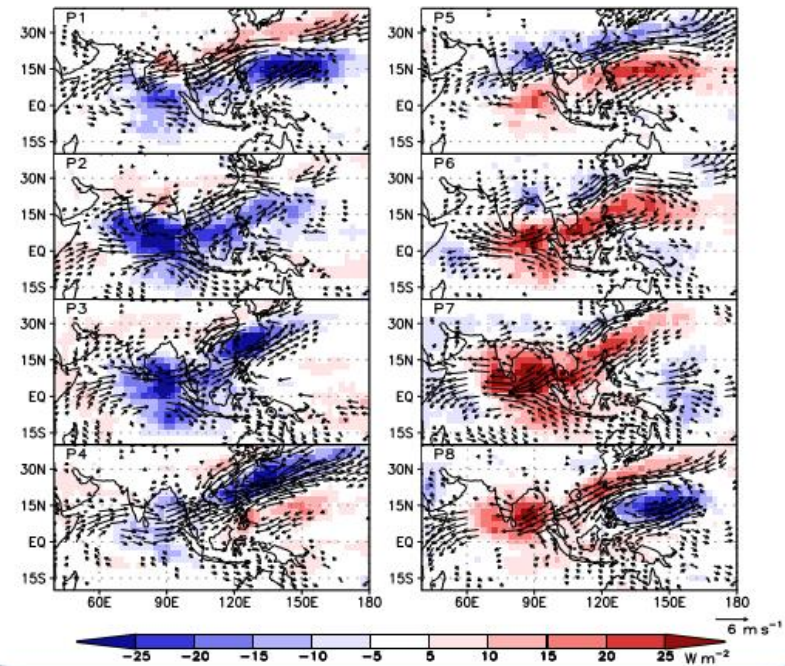 P1 P5
30N 30N
15N 15N
EQ EQ
15S 15S
P2 P6
30N 30N
15N 15N
EQ EQ
15S 15S
P3 P7
30N 30N
15N 15N
EQ EQ
15S 15S
P4 P8
30N 30N
15N 15N
EQ EQ
15S 15S
60E 90E 120E 150E 180 60E 90E 120E 150E 180
6 m s⁻¹
-25 -20 -15 -10 -5 5 10 15 20 25 W m⁻²